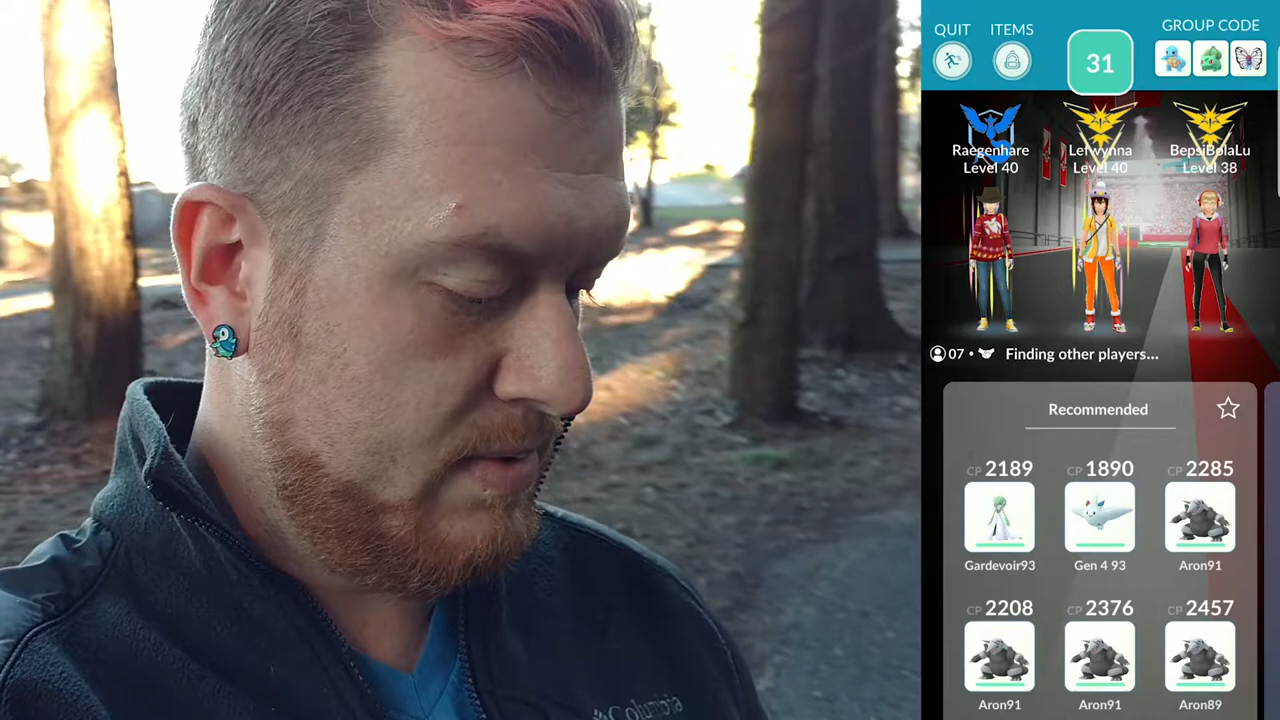 QUIT
ITEMS
31
GROUP CODE
Raegenhare
Level 40
Lefwynna
Level 40
BepsiBolaLu
Level 38
07 • Finding other players...
Recommended
CP 2189
CP 1890
CP 2285
Gardevoir93
Gen 4 93
Aron91
CP 2208
CP 2376
CP 2457
Aron91
Aron91
Aron89
Columbia